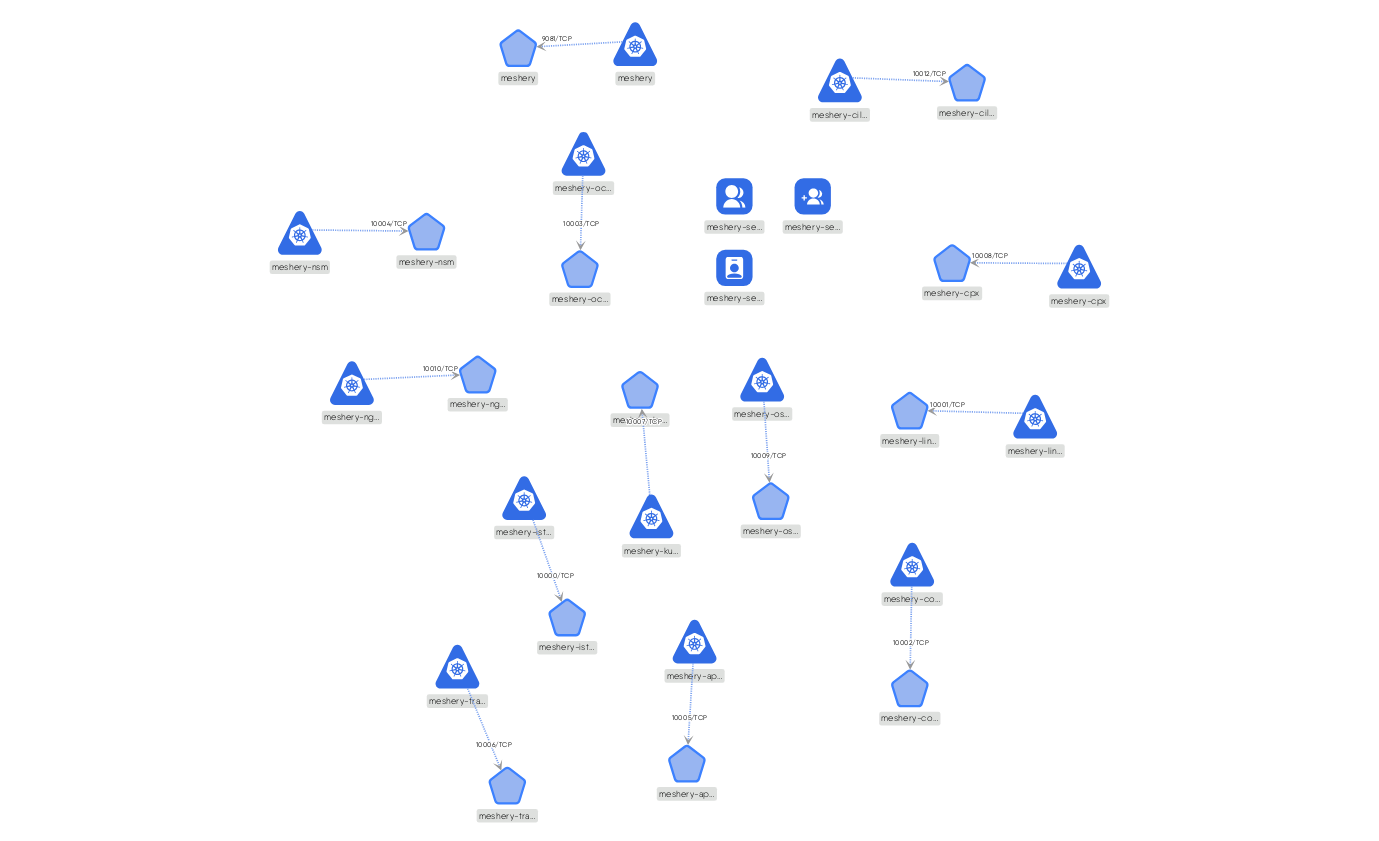 9081/TCP
meshery
meshery
10012/TCP
meshery-cil...
meshery-cil...
meshery-oc...
10003/TCP
meshery-oc...
meshery-se...
meshery-se...
meshery-se...
10004/TCP
meshery-nsm
meshery-nsm
10008/TCP
meshery-cpx
meshery-cpx
10010/TCP
meshery-ng...
meshery-ng...
10007/TCP
meshery-ku...
meshery-os...
10009/TCP
meshery-os...
10001/TCP
meshery-lin...
meshery-lin...
meshery-ist...
10000/TCP
meshery-ist...
meshery-co...
10002/TCP
meshery-co...
meshery-tra...
10006/TCP
meshery-tra...
meshery-ap...
10005/TCP
meshery-ap...